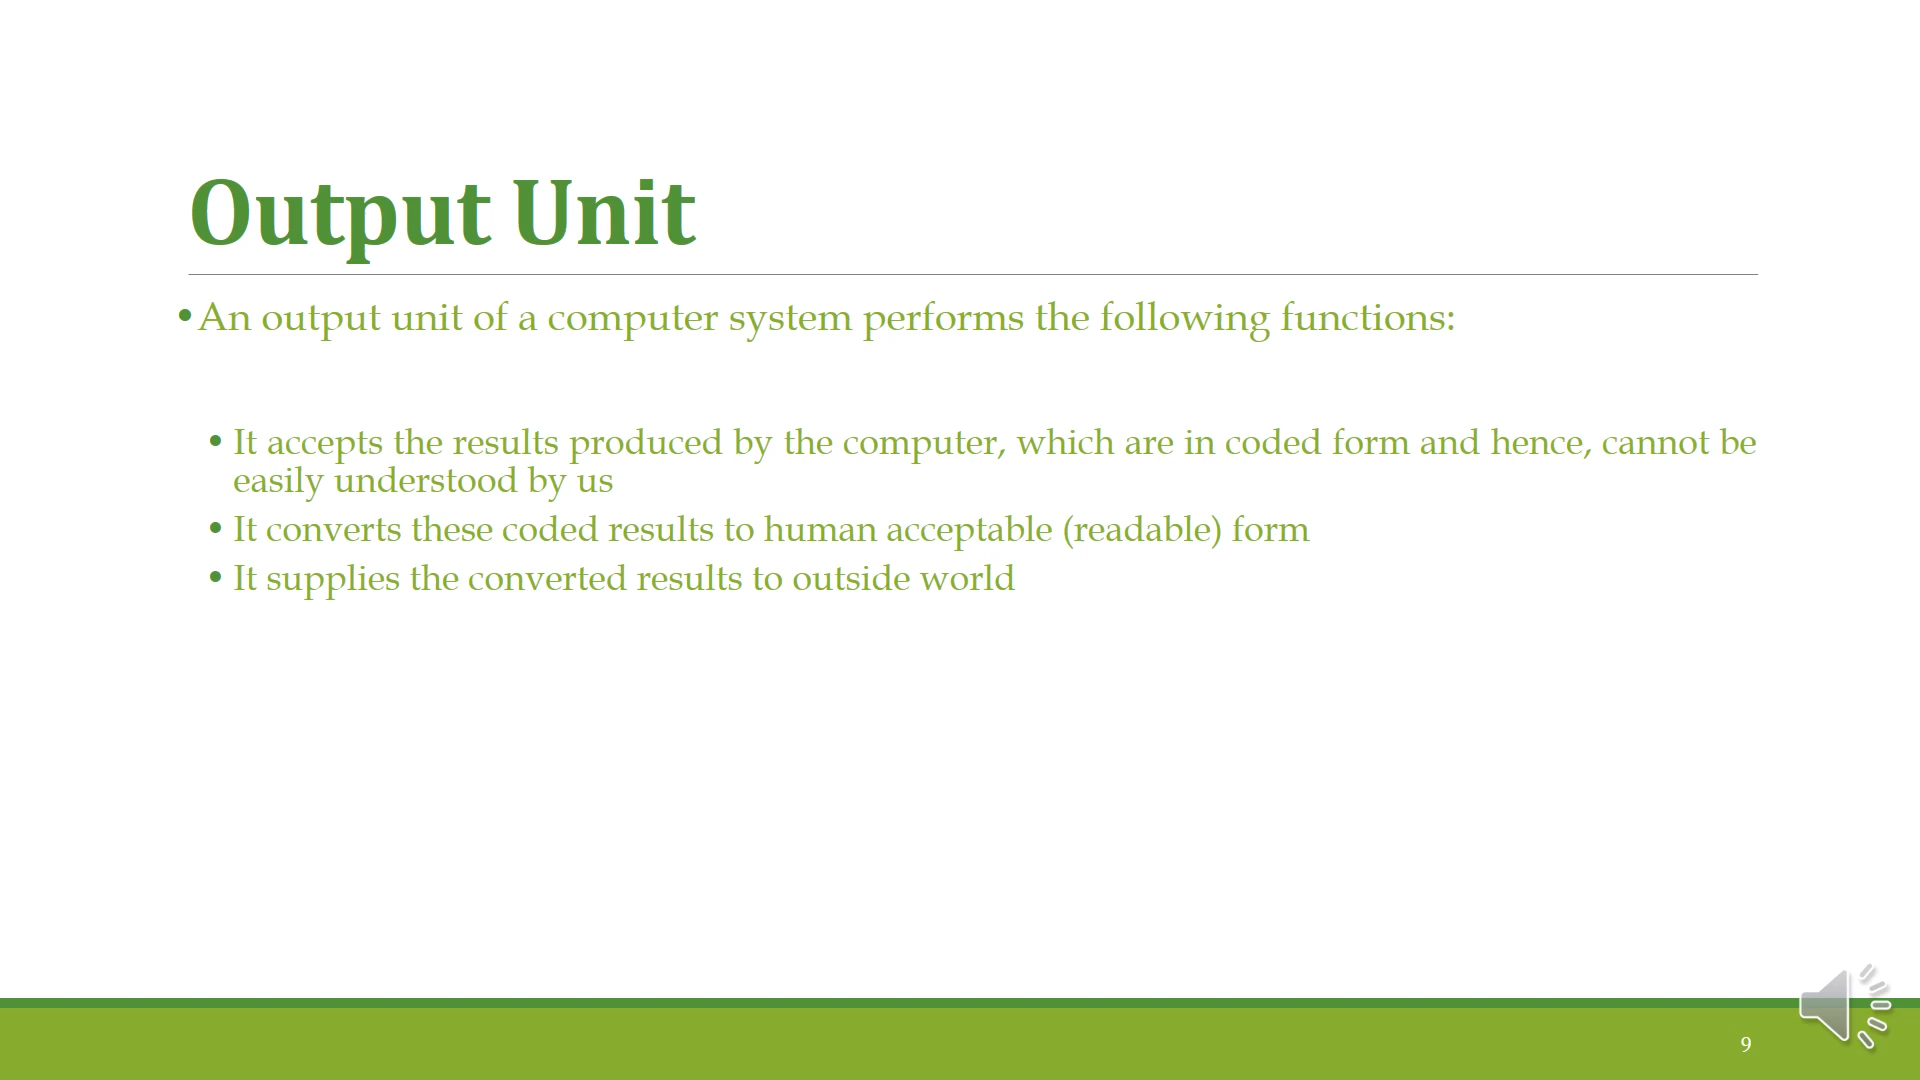 Output Unit
•An output unit of a computer system performs the following functions:
• It accepts the results produced by the computer, which are in coded form and hence, cannot be
easily understood by us
• It converts these coded results to human acceptable (readable) form
• It supplies the converted results to outside world
9